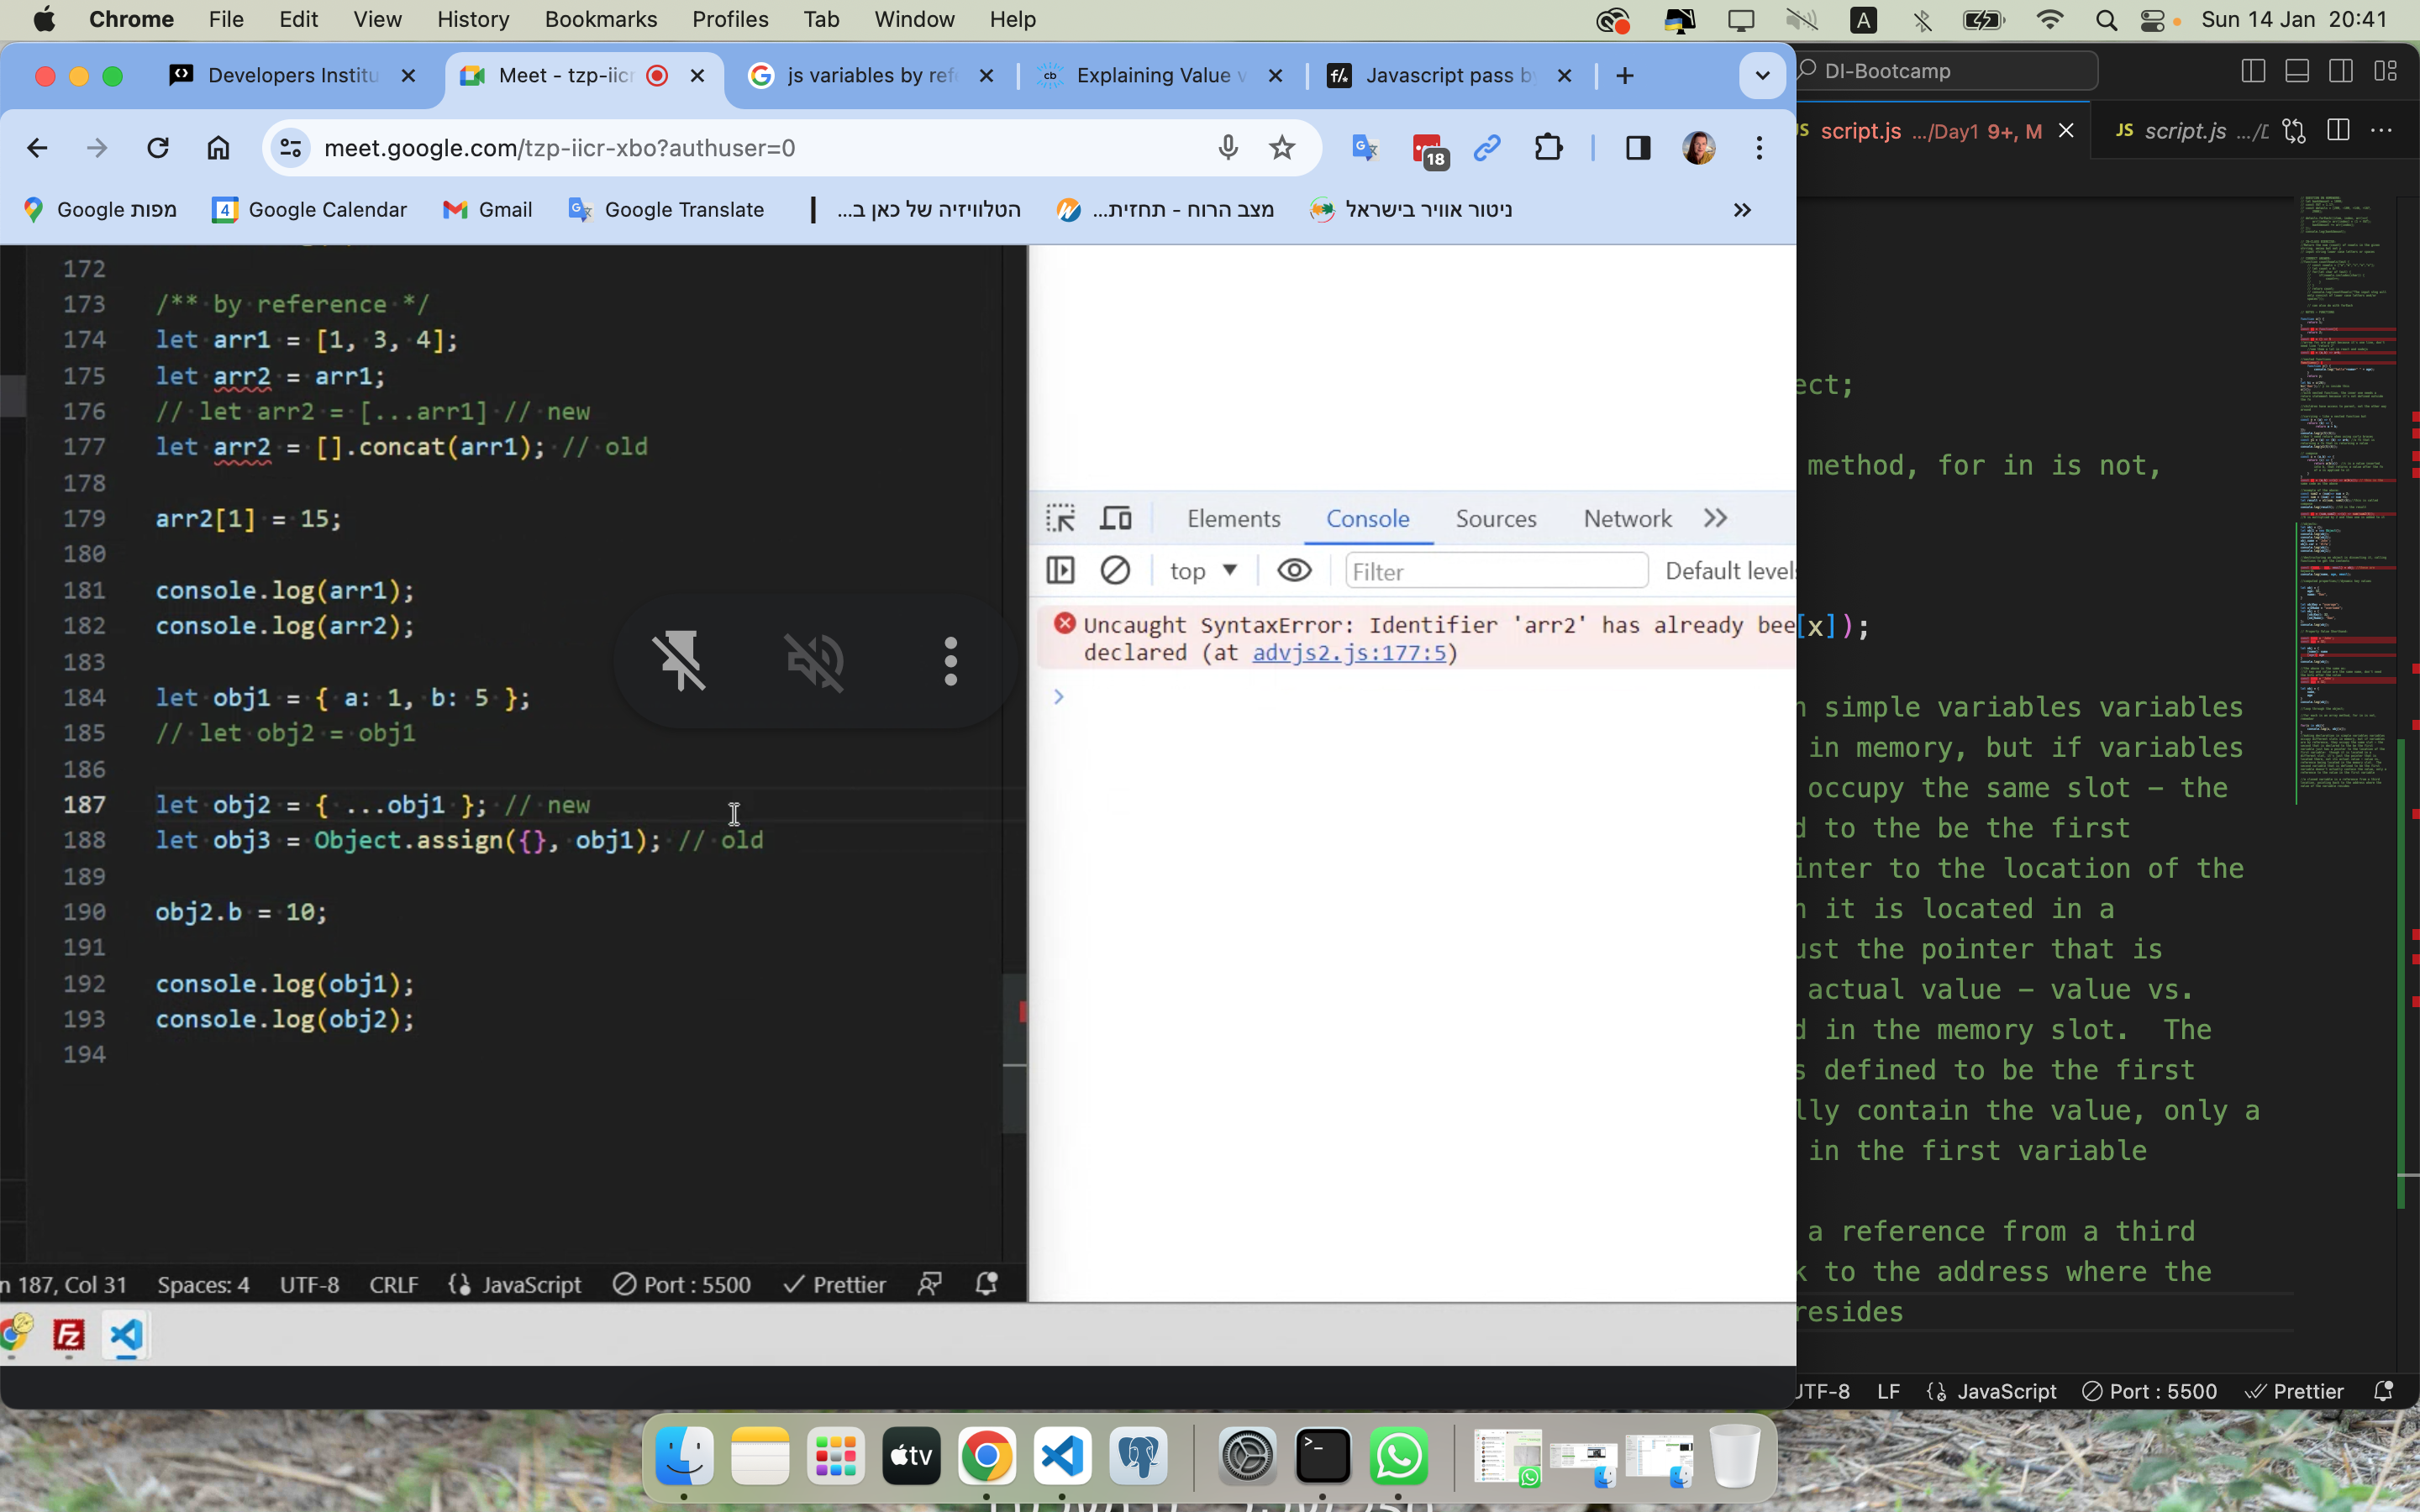 Chrome File Edit View History Bookmarks Profiles Tab Window Help A Sun 14 Jan 20:41
Developers Institu Meet - tzp-iicr js variables by ref Explaining Value v Javascript pass b
DI-Bootcamp
meet.google.com/tzp-iicr-xbo?authuser=0 18
JS script.js .../Day1 9+, M JS script.js .../D
Google מפות Google Calendar Gmail Google Translate הטלוויזיה של כאן ב... מצב הרוח - תחזית... ניטור אוויר בישראל
172
173 /** by reference */
174 let arr1 = [1, 3, 4];
175 let arr2 = arr1;
176 // let arr2 = [...arr1] // new
177 let arr2 = [].concat(arr1); // old
178
179 arr2[1] = 15;
180
181 console.log(arr1);
182 console.log(arr2);
183
184 let obj1 = { a: 1, b: 5 };
185 // let obj2 = obj1
186
187 let obj2 = { ...obj1 }; // new
188 let obj3 = Object.assign({}, obj1); // old
189
190 obj2.b = 10;
191
192 console.log(obj1);
193 console.log(obj2);
194
n 187, Col 31 Spaces: 4 UTF-8 CRLF JavaScript Port : 5500 Prettier
Elements Console Sources Network
top Filter Default levels
Uncaught SyntaxError: Identifier 'arr2' has already bee
declared (at advjs2.js:177:5)
ect;
method, for in is not,
[x]);
n simple variables variables
in memory, but if variables
occupy the same slot – the
d to the be the first
inter to the location of the
n it is located in a
ust the pointer that is
actual value – value vs.
d in the memory slot. The
s defined to be the first
lly contain the value, only a
in the first variable
a reference from a third
k to the address where the
resides
UTF-8 LF JavaScript Port : 5500 Prettier
tv